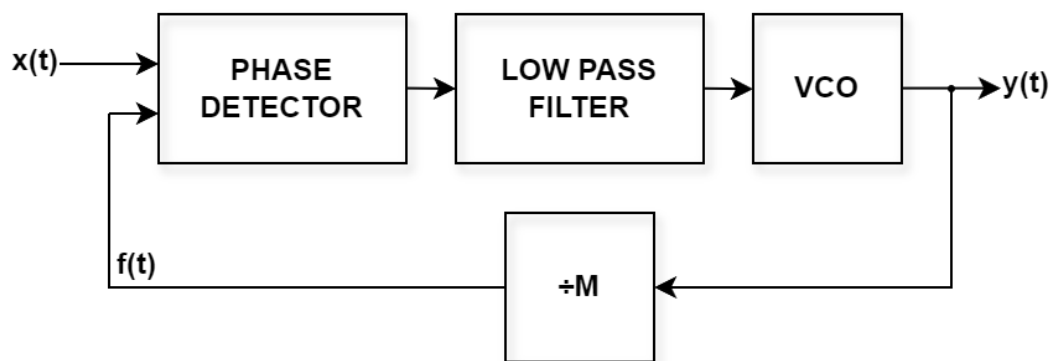 x(t)
PHASE
DETECTOR
LOW PASS
FILTER
VCO
y(t)
f(t)
÷M